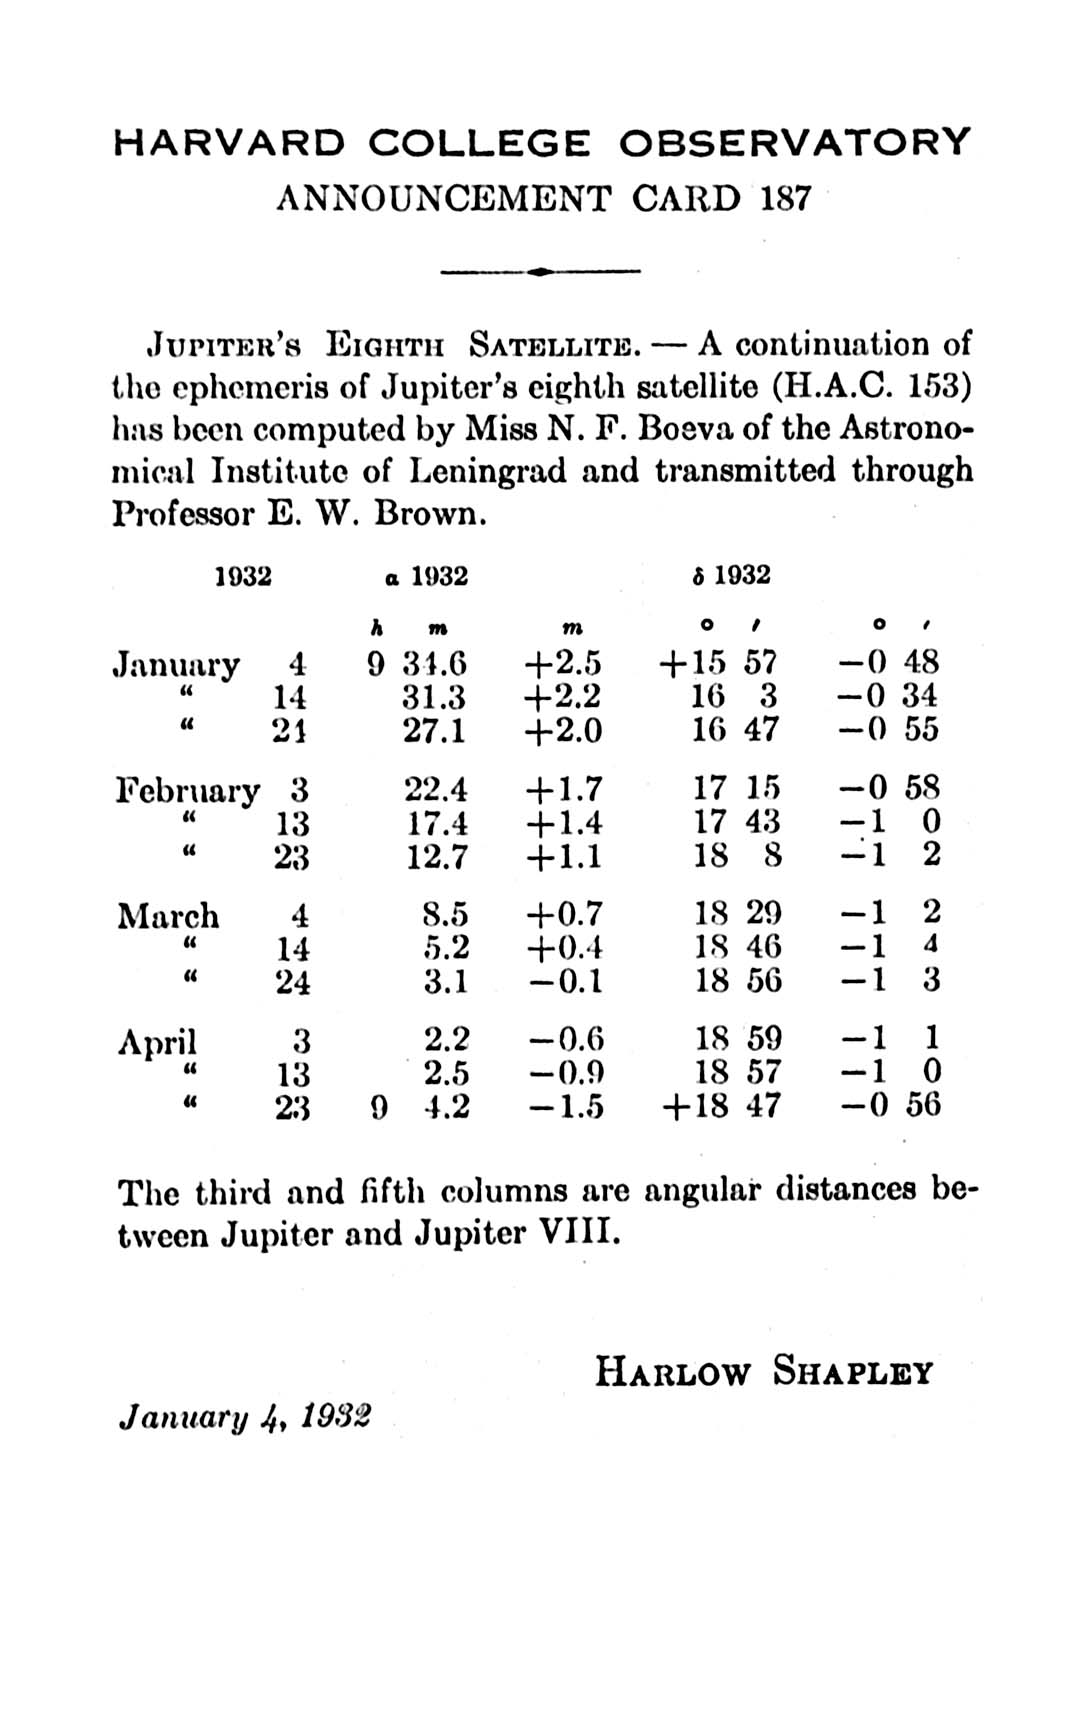 HARVARD COLLEGE OBSERVATORY
ANNOUNCEMENT CARD 187
JUPITER'S EIGHTH SATELLITE. — A continuation of
the ephemeris of Jupiter's eighth satellite (H.A.C. 153)
has been computed by Miss N. F. Boeva of the Astrono-
mical Institute of Leningrad and transmitted through
Professor E. W. Brown.
1932 α 1932 δ 1932
h m m ° ′ ° ′
January 4 9 34.6 +2.5 +15 57 −0 48
“ 14 31.3 +2.2 16 3 −0 34
“ 24 27.1 +2.0 16 47 −0 55
February 3 22.4 +1.7 17 15 −0 58
“ 13 17.4 +1.4 17 43 −1 0
“ 23 12.7 +1.1 18 8 −1 2
March 4 8.5 +0.7 18 29 −1 2
“ 14 5.2 +0.4 18 46 −1 4
“ 24 3.1 −0.1 18 56 −1 3
April 3 2.2 −0.6 18 59 −1 1
“ 13 2.5 −0.9 18 57 −1 0
“ 23 9 4.2 −1.5 +18 47 −0 56
The third and fifth columns are angular distances be-
tween Jupiter and Jupiter VIII.
HARLOW SHAPLEY
January 4, 1932